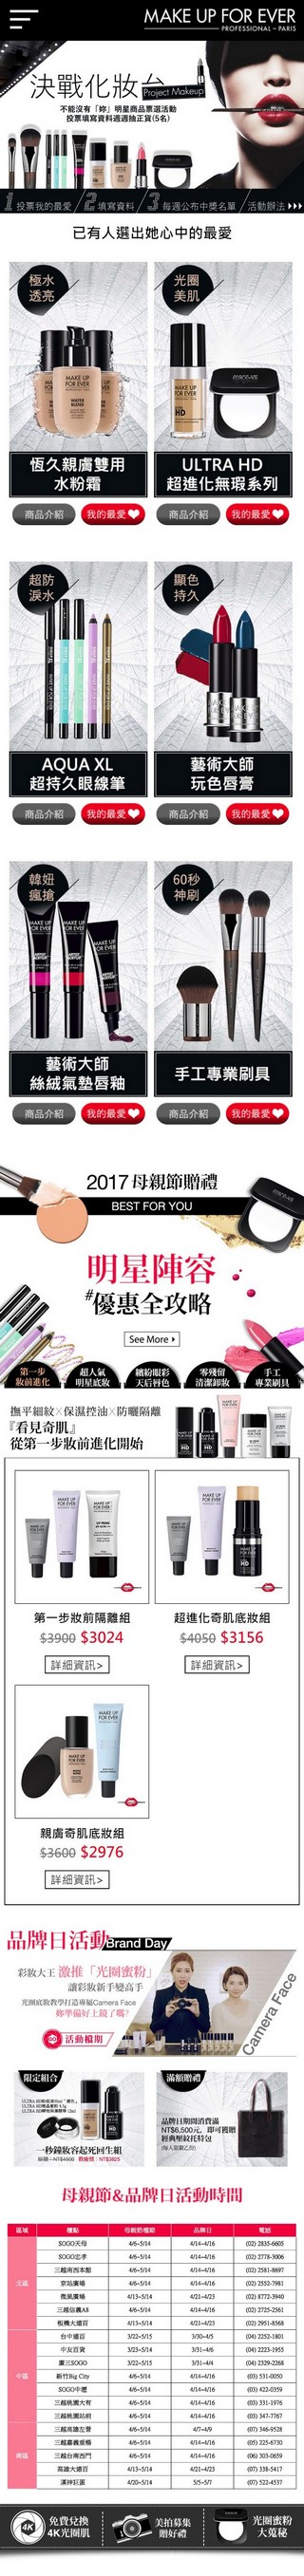 MAKE UP FOR EVER
PROFESSIONAL - PARIS
決戰化妝台
Project Makeup
不能沒有「妳」明星商品票選活動
投票填寫資料週週抽正貨(5名)
1 投票我的最愛
2 填寫資料
3 每週公布中獎名單
活動辦法
已有人選出她心中的最愛
極水
透亮
恆久親膚雙用
水粉霜
光圈
美肌
ULTRA HD
超進化無瑕系列
商品介紹 我的最愛
商品介紹 我的最愛
超防
淚水
AQUA XL
超持久眼線筆
顯色
持久
藝術大師
玩色唇膏
商品介紹 我的最愛
商品介紹 我的最愛
韓妞
瘋搶
藝術大師
絲絨氣墊唇釉
60秒
神刷
手工專業刷具
商品介紹 我的最愛
商品介紹 我的最愛
2017 母親節贈禮
BEST FOR YOU
明星陣容
#優惠全攻略
See More
第一步
妝前進化
超人氣
明星底妝
繽紛眼彩
天后唇色
零殘留
清潔卸妝
手工
專業刷具
撫平細紋×保濕控油×防曬隔離
『看見奇肌』
從第一步妝前進化開始
第一步妝前隔離組
$3900 $3024
詳細資訊>
超進化奇肌底妝組
$4050 $3156
詳細資訊>
親膚奇肌底妝組
$3600 $2976
詳細資訊>
品牌日活動
Brand Day
彩妝大王 激推「光圈蜜粉」
讓彩妝新手變高手
光圈底妝教學打造專屬Camera Face
妳準備好上鏡了嗎?
GO 活動檔期
Camera Face
限定組合
一秒鐘妝容起死回生組
滿額贈禮
品牌日期間消費滿
NT$6,500元，即可獲贈
經典壓紋托特包
母親節&品牌日活動時間
區域 櫃點 母親節檔期 品牌日 電話
北區
SOGO天母 4/6~5/14 4/14~4/16 (02) 2835-6605
SOGO忠孝 4/6~5/14 4/14~4/16 (02) 2778-3006
三越南西本館 4/6~5/14 4/14~4/16 (02) 2581-8697
京站廣場 4/6~5/14 4/14~4/16 (02) 2552-7981
微風廣場 4/13~5/14 4/21~4/23 (02) 8772-3940
三越信義A8 4/6~5/14 4/14~4/16 (02) 2725-2561
板橋大遠百 4/13~5/14 4/21~4/23 (02) 2951-8568
中區
台中遠百 3/22~5/15 3/30~4/5 (04) 2252-1801
中友百貨 3/23~5/14 3/31~4/6 (04) 2223-1955
廣三SOGO 3/22~5/15 3/31~4/4 (04) 2329-2268
新竹Big City 4/6~5/14 4/14~4/16 (03) 531-0050
SOGO中壢 4/6~5/14 4/14~4/16 (03) 422-0359
三越桃園大有 4/6~5/14 4/14~4/16 (03) 331-1976
三越桃園站前 4/6~5/14 4/14~4/16 (03) 347-7767
南區
三越高雄左營 4/6~5/14 4/7~4/9 (07) 346-9528
三越嘉義垂楊 4/6~5/14 4/14~4/16 (05) 225-6730
三越台南西門 4/6~5/14 4/14~4/16 (06) 303-0659
高雄大遠百 4/13~5/14 4/21~4/23 (07) 338-5417
漢神巨蛋 4/20~5/14 5/5~5/7 (07) 522-4537
4K
免費兌換
4K光圈肌
美拍募集
贈好禮
光圈蜜粉
大蒐秘